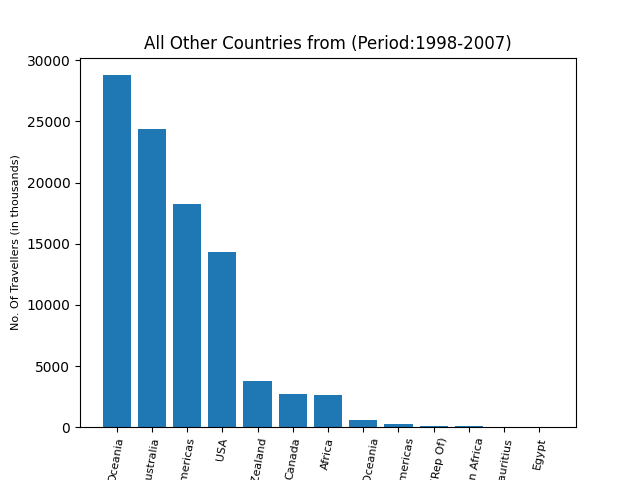 All Other Countries from (Period:1998-2007)
No. Of Travellers (in thousands)
30000
25000
20000
15000
10000
5000
0
Oceania
ustralia
mericas
USA
Zealand
Canada
Africa
Oceania
mericas
Rep Of)
n Africa
auritius
Egypt